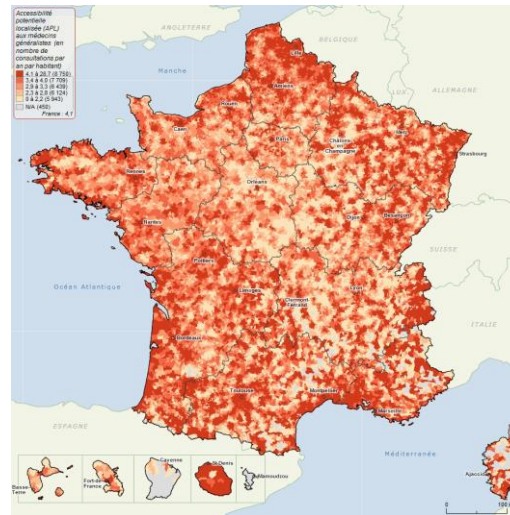 Accessibilité
potentielle
localisée (APL)
aux médecins
généralistes (en
nombre de
consultations par
an par habitant)
4,1 à 28,7 (8 758)
3,4 à 4,0 (7 709)
2,9 à 3,3 (6 439)
2,3 à 2,8 (6 124)
0 à 2,2 (5 943)
N/A (450)
France : 4,1
ANGLETERRE
BELGIQUE
Lille
Manche
LUX.
ALLEMAGNE
Amiens
Rouen
Caen
Metz
Paris
Châlons
en
Champagne
Strasbourg
Rennes
Orléans
Dijon
Besançon
Nantes
SUISSE
Poitiers
Océan Atlantique
Limoges
Clermont
Ferrand
Lyon
ITALIE
Bordeaux
Toulouse
Montpellier
Marseille
ESPAGNE
Méditerranée
Cayenne
St Denis
Basse
Terre
Fort-de-
France
Mamoudzou
Ajaccio
0